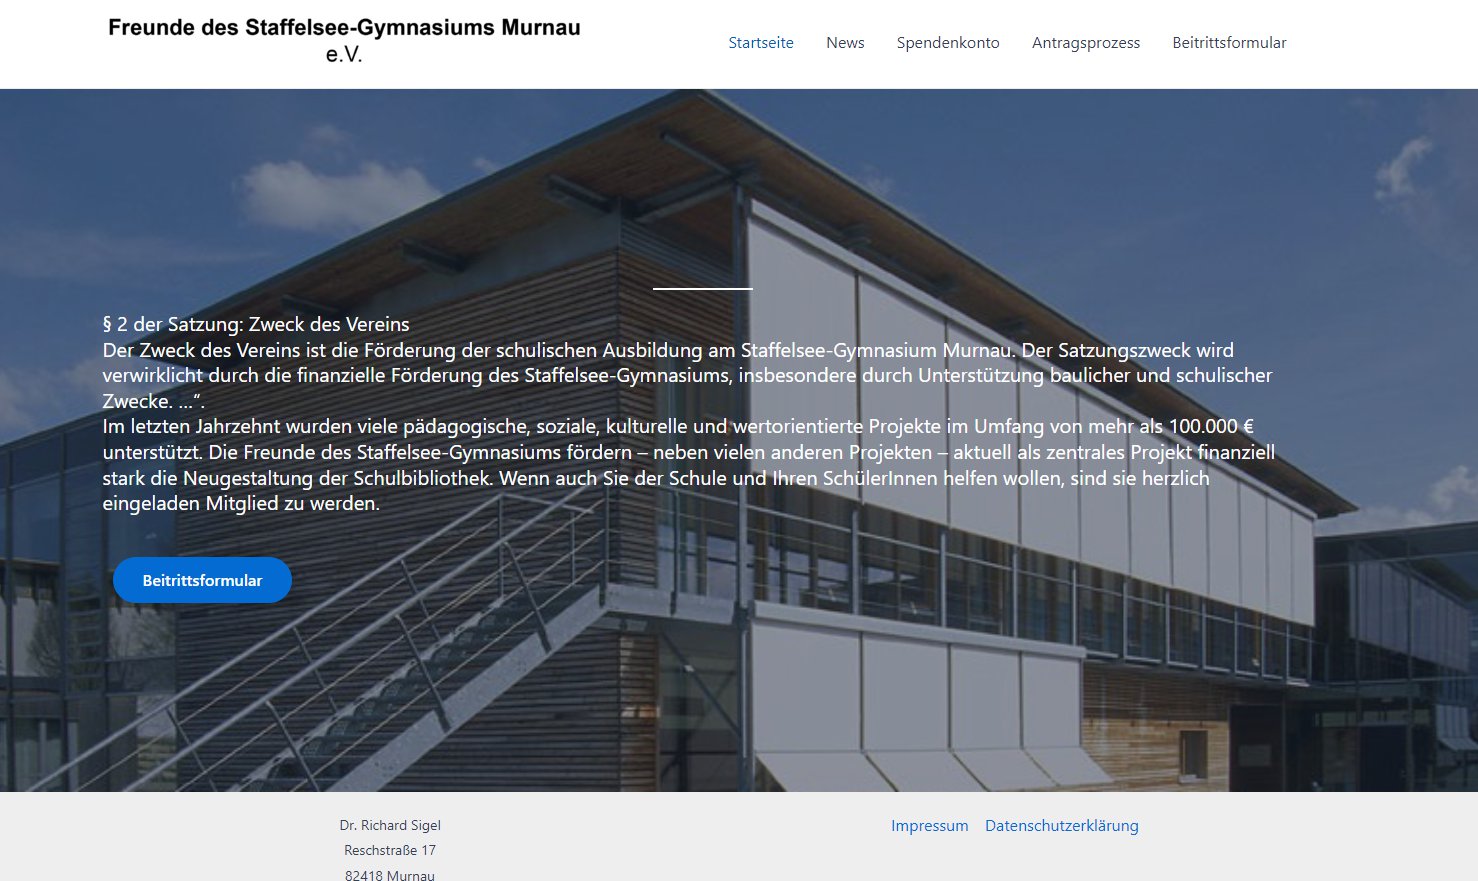 Freunde des Staffelsee-Gymnasiums Murnau
e.V.
Startseite
News
Spendenkonto
Antragsprozess
Beitrittsformular
§ 2 der Satzung: Zweck des Vereins
Der Zweck des Vereins ist die Förderung der schulischen Ausbildung am Staffelsee-Gymnasium Murnau. Der Satzungszweck wird
verwirklicht durch die finanzielle Förderung des Staffelsee-Gymnasiums, insbesondere durch Unterstützung baulicher und schulischer
Zwecke. …“.
Im letzten Jahrzehnt wurden viele pädagogische, soziale, kulturelle und wertorientierte Projekte im Umfang von mehr als 100.000 €
unterstützt. Die Freunde des Staffelsee-Gymnasiums fördern – neben vielen anderen Projekten – aktuell als zentrales Projekt finanziell
stark die Neugestaltung der Schulbibliothek. Wenn auch Sie der Schule und Ihren SchülerInnen helfen wollen, sind sie herzlich
eingeladen Mitglied zu werden.
Beitrittsformular
Dr. Richard Sigel
Reschstraße 17
82418 Murnau
Impressum
Datenschutzerklärung